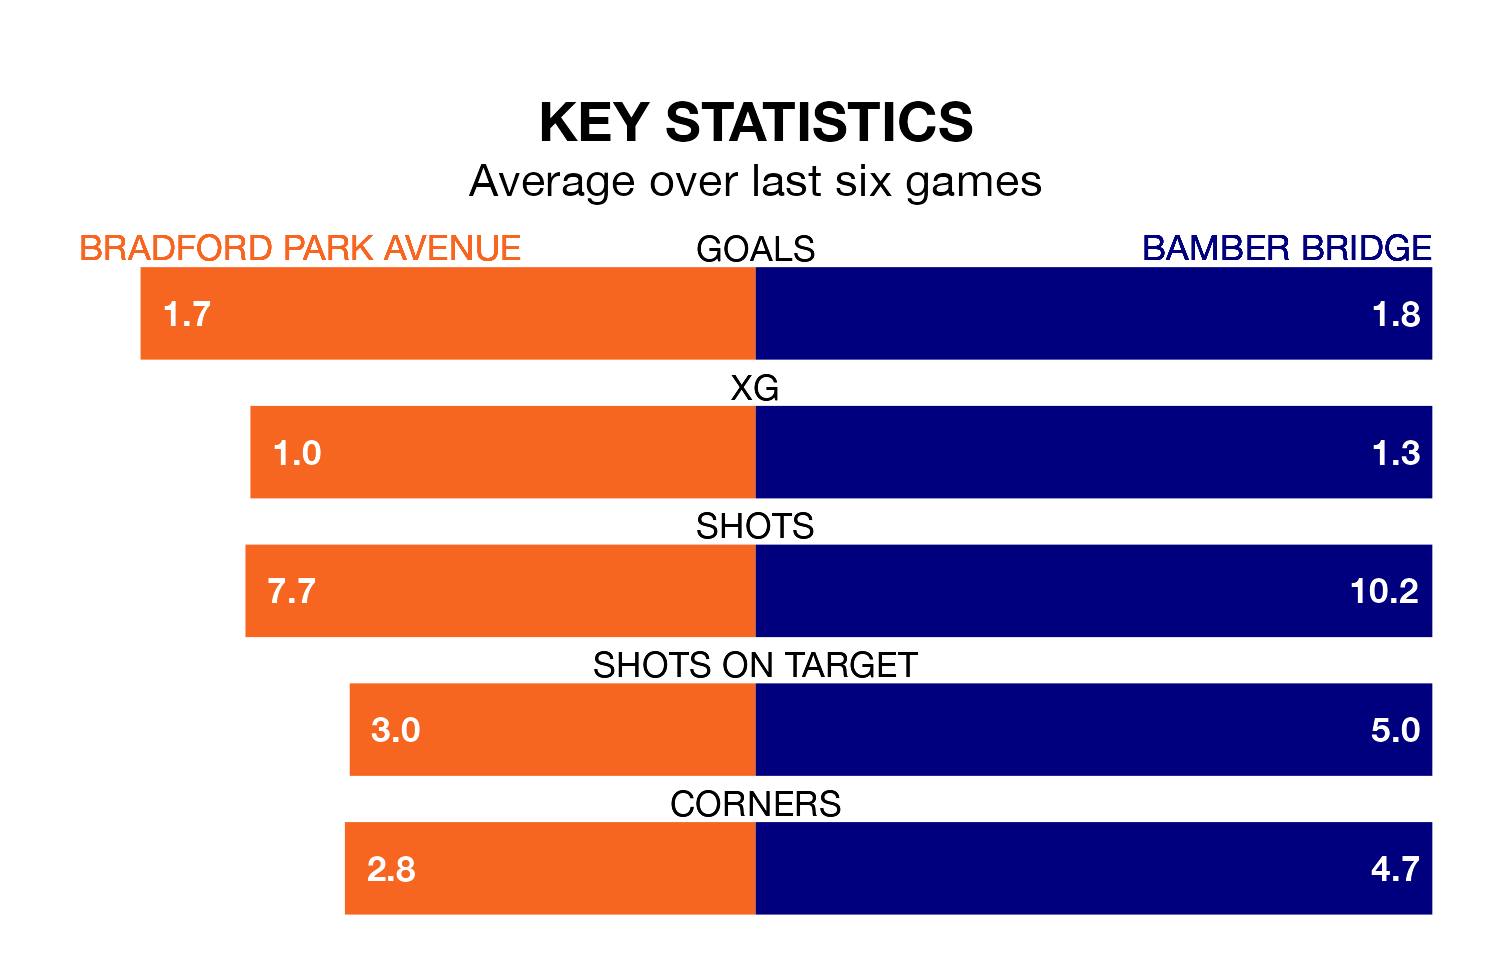 KEY STATISTICS
Average over last six games
BRADFORD PARK AVENUE GOALS BAMBER BRIDGE
1.7 1.8
XG
1.0 1.3
SHOTS
7.7 10.2
SHOTS ON TARGET
3.0 5.0
CORNERS
2.8 4.7